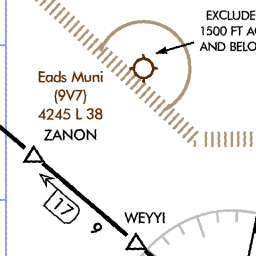 EXCLUDE
1500 FT A
AND BELO
Eads Muni
(9V7)
4245 L 38
ZANON
17
9
WEYYI